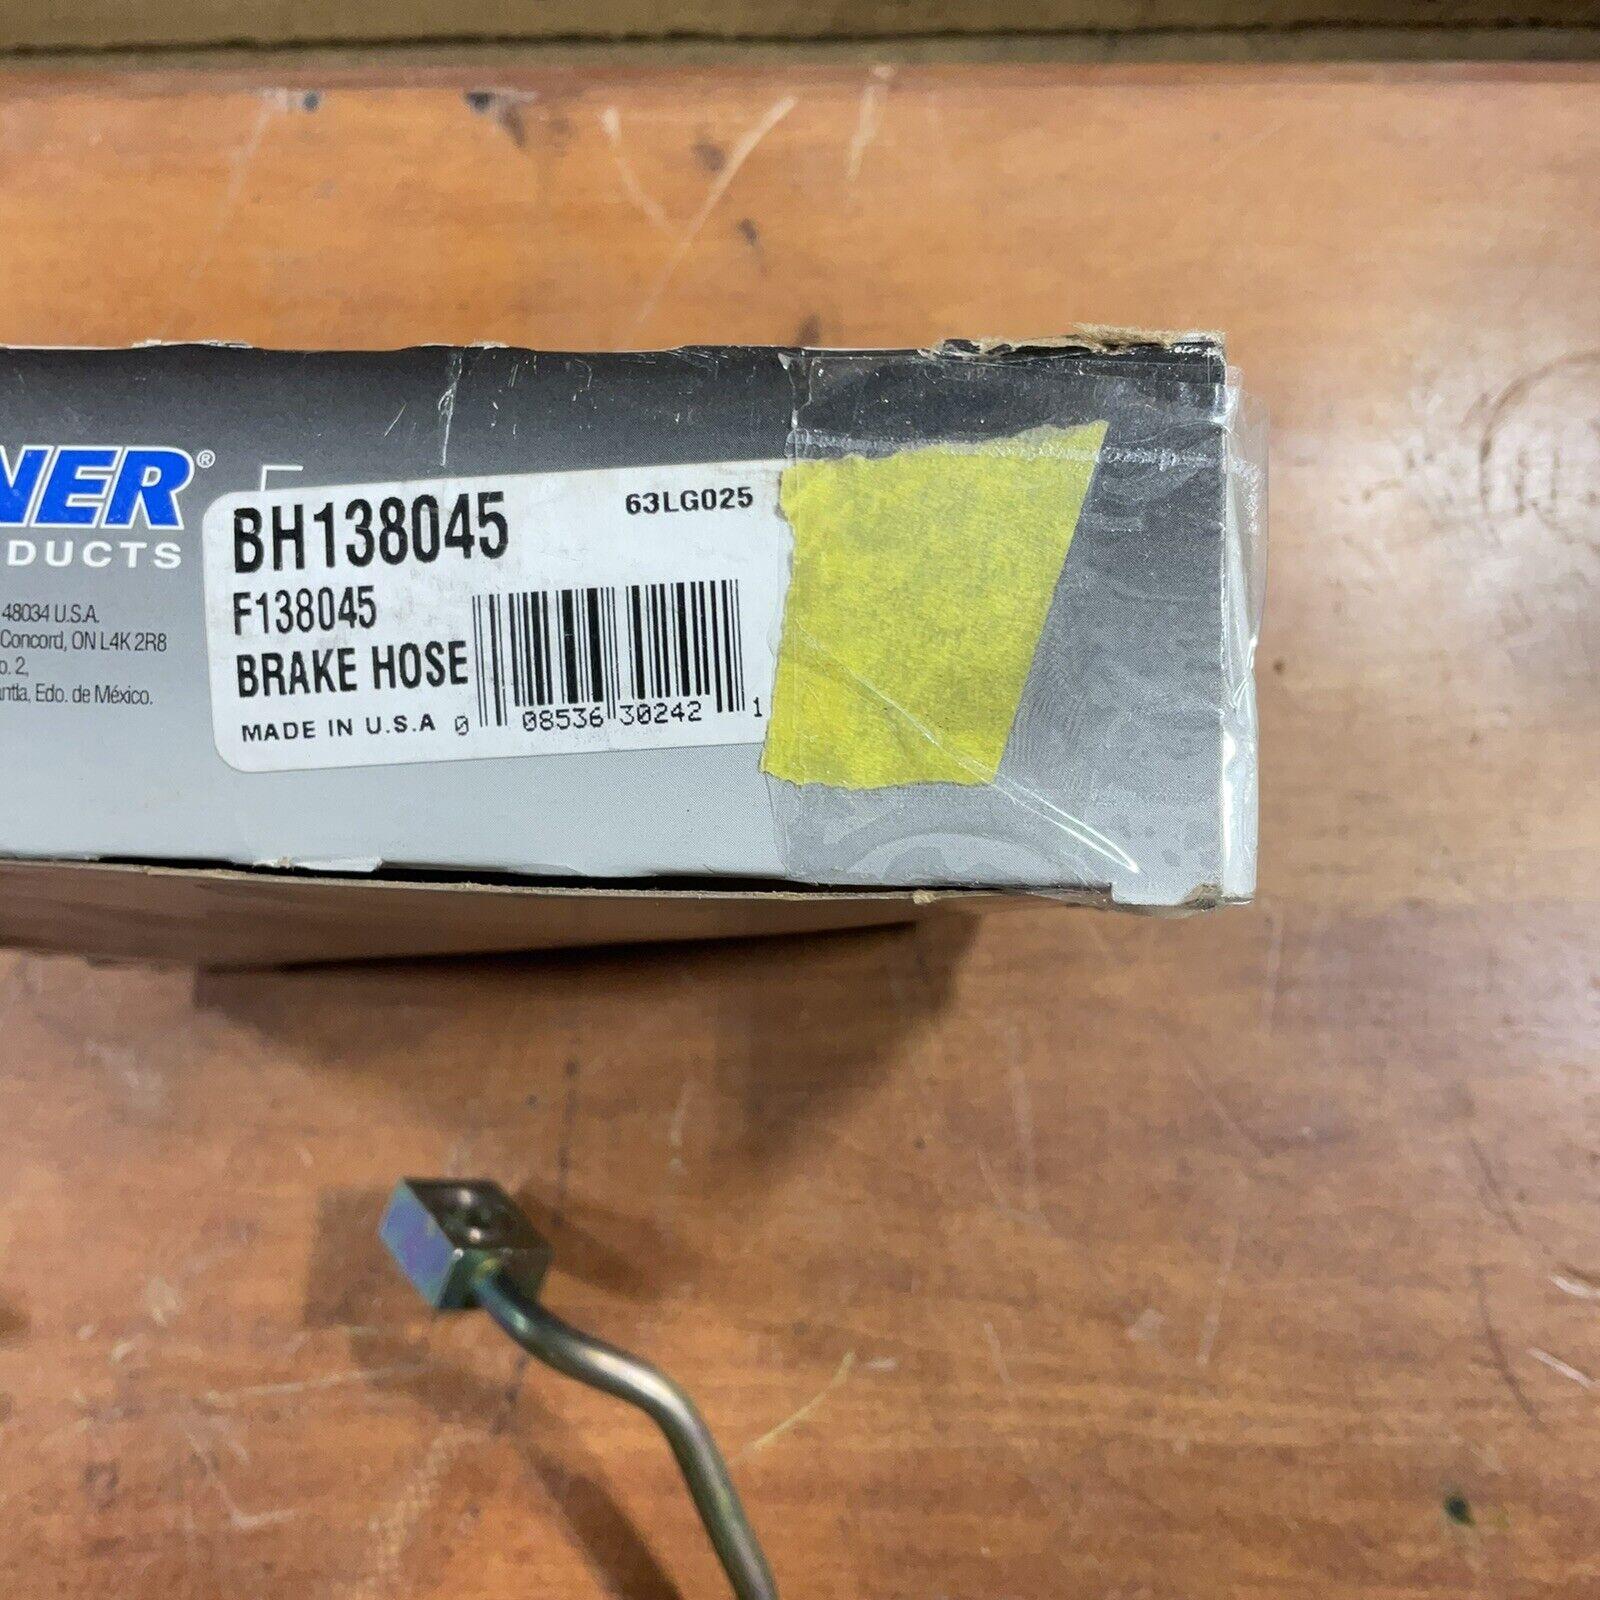 NER®
DUCTS
48034 U.S.A.
Concord, ON L4K 2R8
o. 2,
antla, Edo. de México.
BH138045
63LG025
F138045
BRAKE HOSE
MADE IN U.S.A
0 08536 30242 1